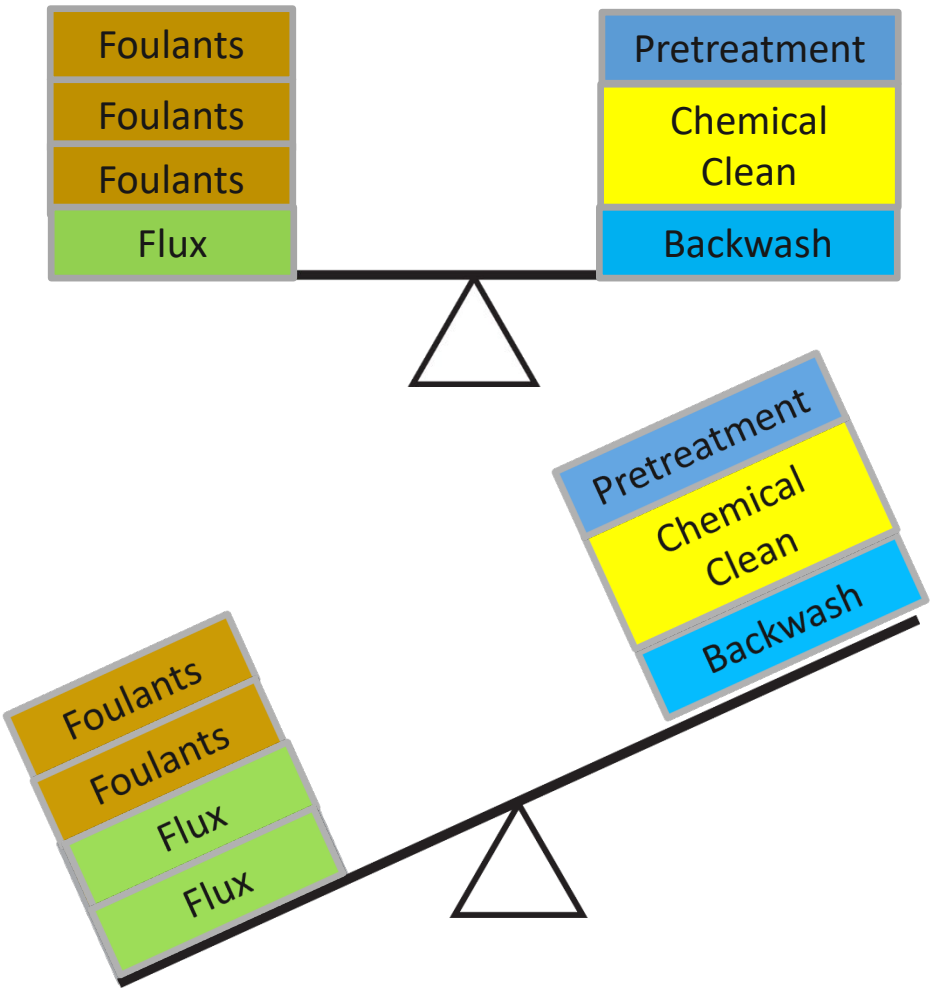 Foulants
Foulants
Foulants
Flux
Pretreatment
Chemical
Clean
Backwash
Foulants
Foulants
Flux
Flux
Pretreatment
Chemical
Clean
Backwash